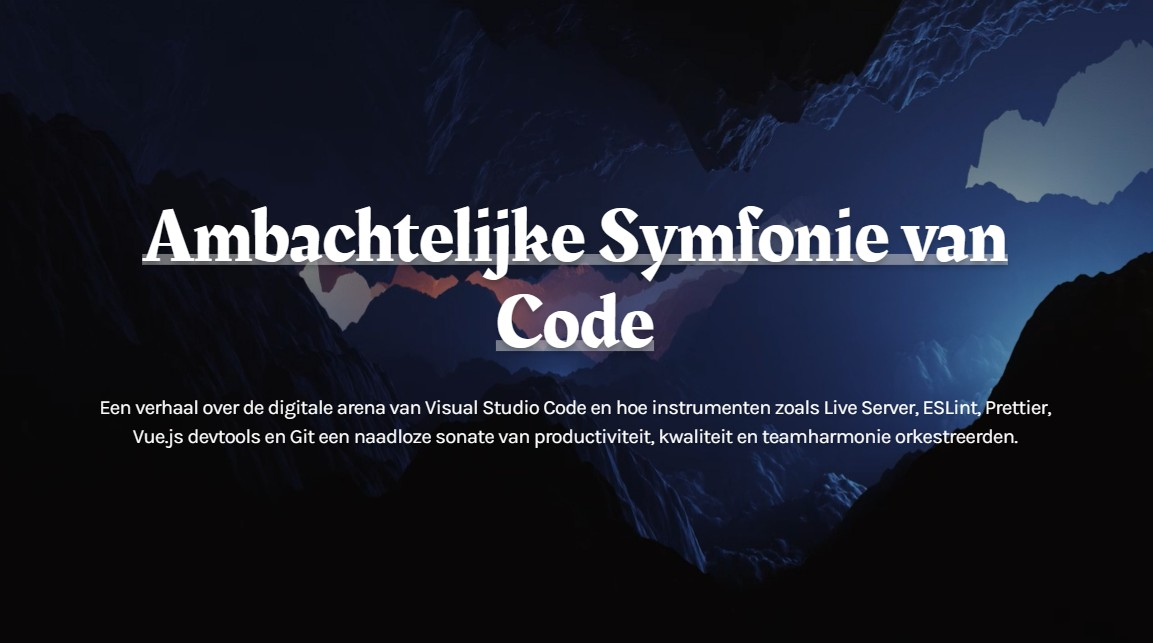 Ambachtelijke Symfonie van
Code
Een verhaal over de digitale arena van Visual Studio Code en hoe instrumenten zoals Live Server, ESLint, Prettier,
Vue.js devtools en Git een naadloze sonate van productiviteit, kwaliteit en teamharmonie orkestreerden.